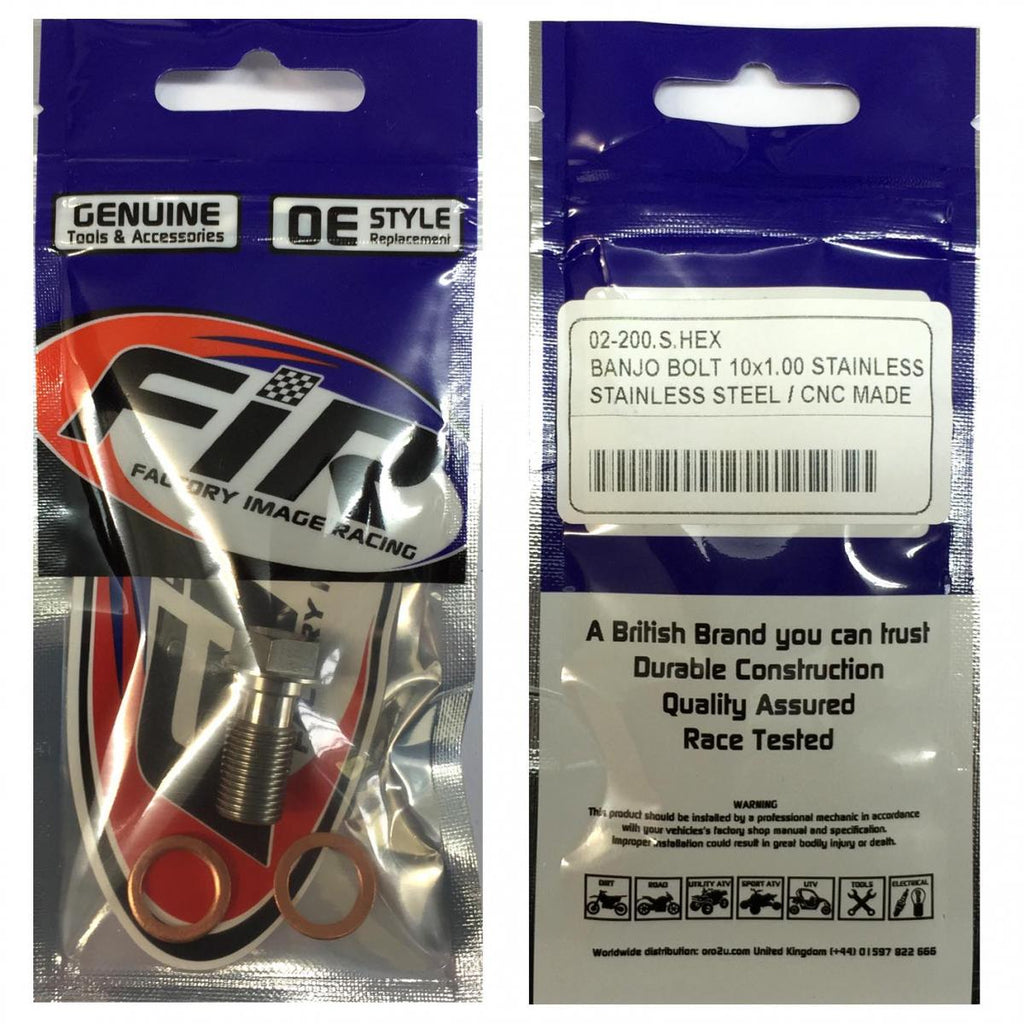 GENUINE
Tools & Accessories
OE STYLE
Replacement
FiR
FACTORY IMAGE RACING
02-200.S.HEX
BANJO BOLT 10x1.00 STAINLESS
STAINLESS STEEL / CNC MADE
A British Brand you can trust
Durable Construction
Quality Assured
Race Tested
WARNING
This product should be installed by a professional mechanic in accordance
with your vehicles's factory shop manual and specification.
Improper installation could result in great bodily injury or death.
DIRT ROAD UTILITY ATV SPORT ATV UTV TOOLS ELECTRICAL
Worldwide distribution: oro2u.com United Kingdom (+44) 01597 822 666